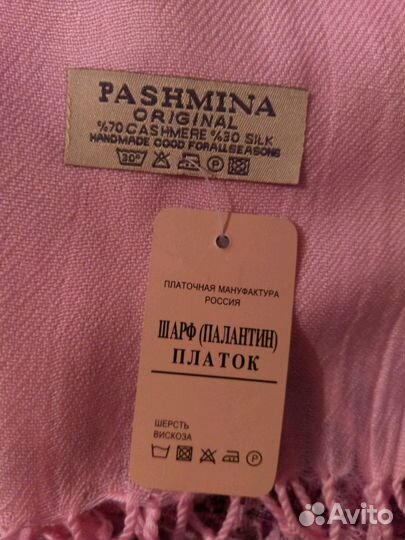 PASHMINA
ORIGINAL
%70 CASHMERE %30 SILK
HANDMADE GOOD FOR ALL SEASONS
30°
P
ПЛАТОЧНАЯ МАНУФАКТУРА
РОССИЯ
ШАРФ (ПАЛАНТИН)
ПЛАТОК
ШЕРСТЬ
ВИСКОЗА
P
Avito